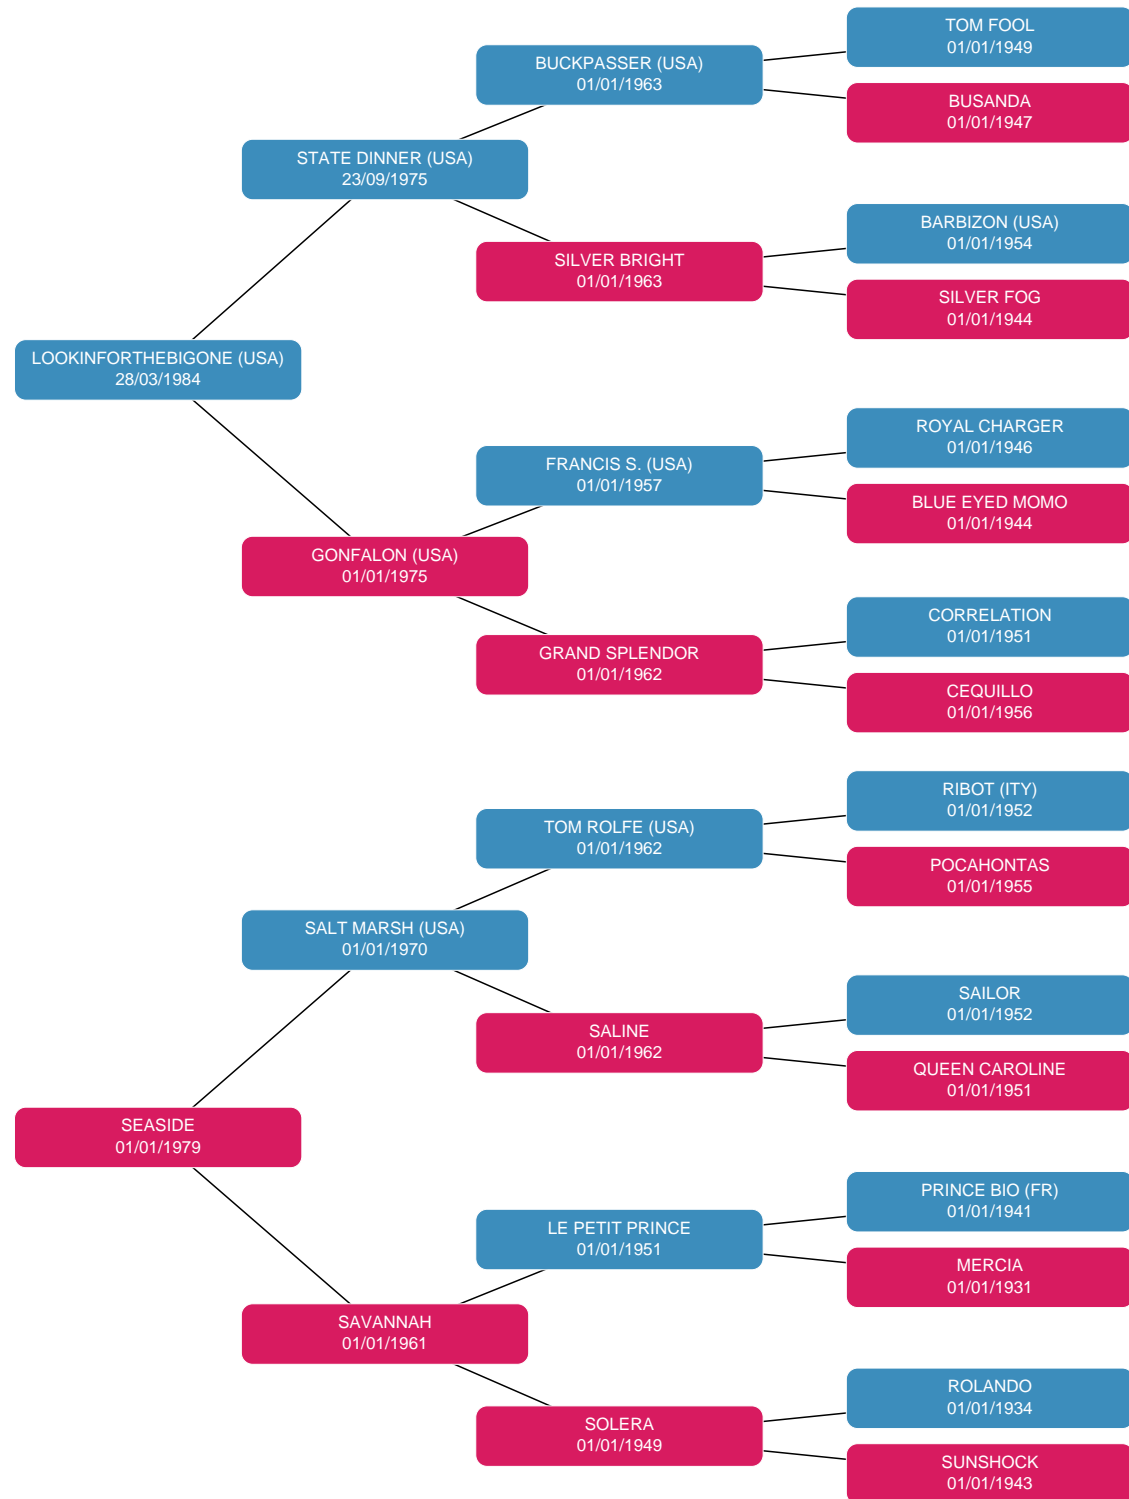 TOM FOOL
01/01/1949
BUCKPASSER (USA)
01/01/1963
BUSANDA
01/01/1947
STATE DINNER (USA)
23/09/1975
BARBIZON (USA)
01/01/1954
SILVER BRIGHT
01/01/1963
SILVER FOG
01/01/1944
LOOKINFORTHEBIGONE (USA)
28/03/1984
ROYAL CHARGER
01/01/1946
FRANCIS S. (USA)
01/01/1957
BLUE EYED MOMO
01/01/1944
GONFALON (USA)
01/01/1975
CORRELATION
01/01/1951
GRAND SPLENDOR
01/01/1962
CEQUILLO
01/01/1956
RIBOT (ITY)
01/01/1952
TOM ROLFE (USA)
01/01/1962
POCAHONTAS
01/01/1955
SALT MARSH (USA)
01/01/1970
SAILOR
01/01/1952
SALINE
01/01/1962
QUEEN CAROLINE
01/01/1951
SEASIDE
01/01/1979
PRINCE BIO (FR)
01/01/1941
LE PETIT PRINCE
01/01/1951
MERCIA
01/01/1931
SAVANNAH
01/01/1961
ROLANDO
01/01/1934
SOLERA
01/01/1949
SUNSHOCK
01/01/1943